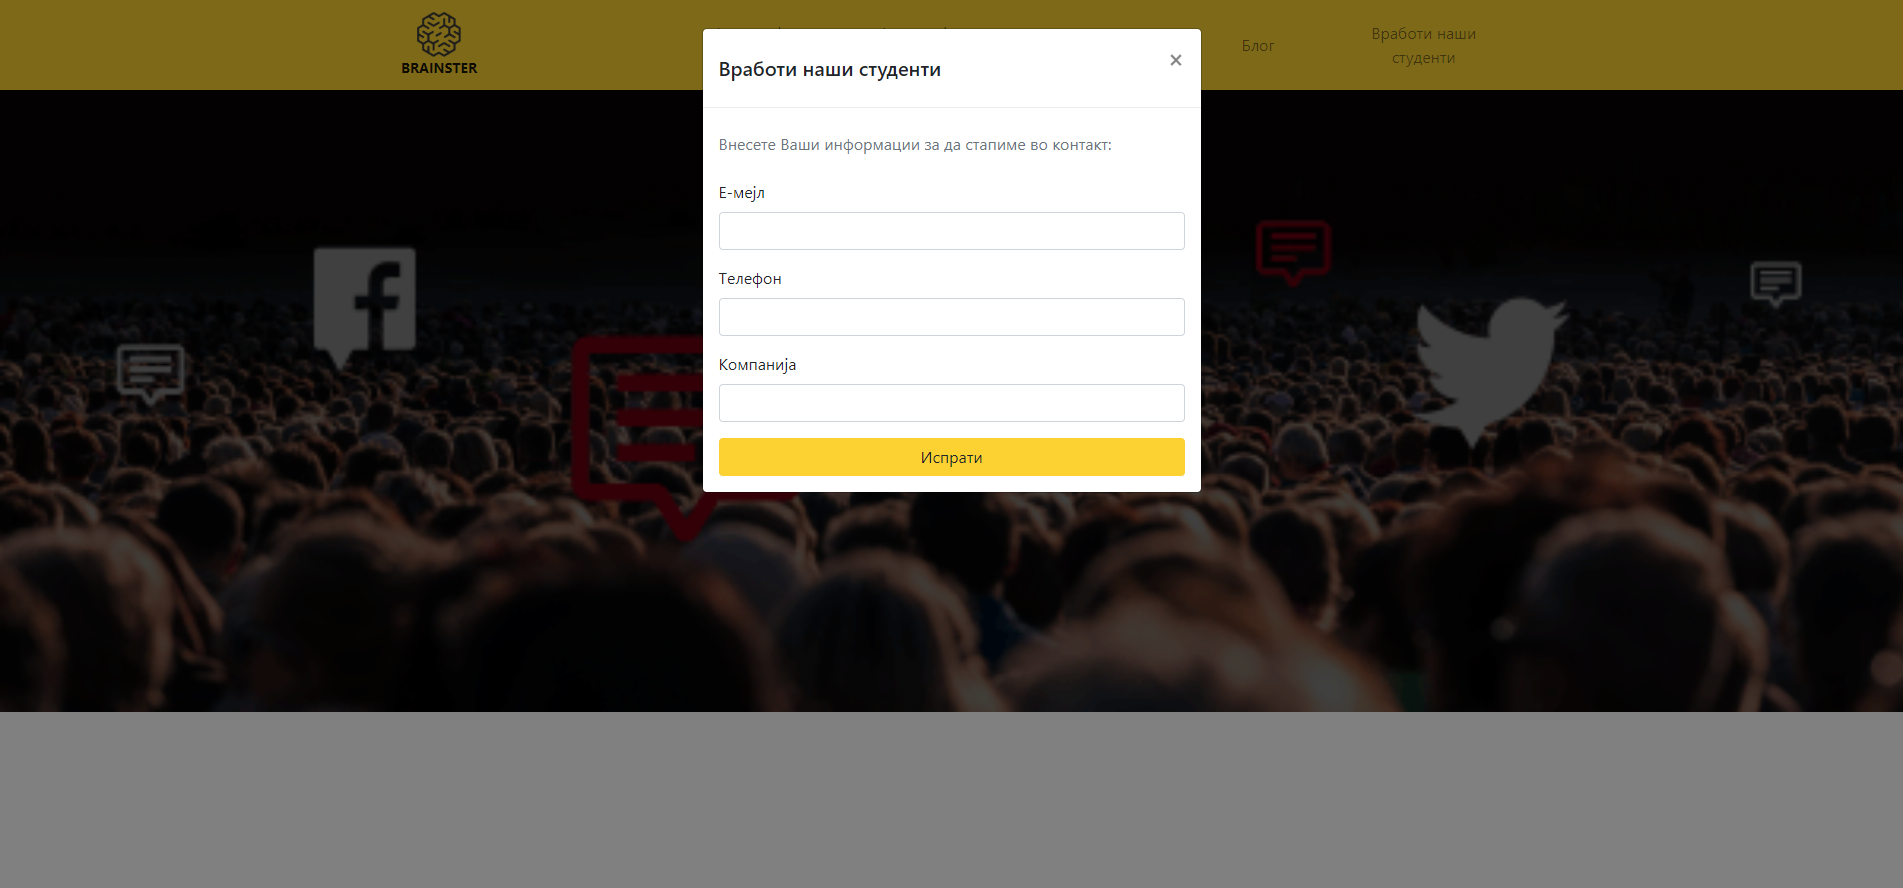 BRAINSTER
Блог
Вработи наши
студенти
Вработи наши студенти
×
Внесете Ваши информации за да стапиме во контакт:
Е-мејл
Телефон
Компанија
Испрати